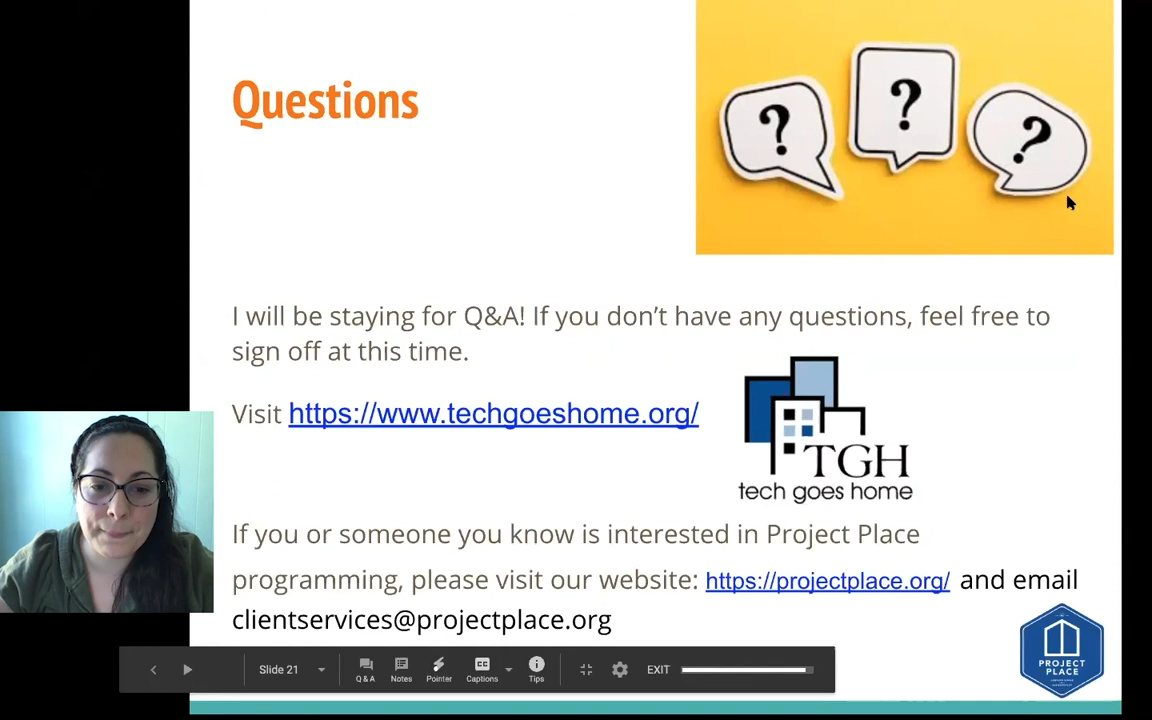 Questions
? ? ?
I will be staying for Q&A! If you don't have any questions, feel free to
sign off at this time.
Visit https://www.techgoeshome.org/
TGH
tech goes home
If you or someone you know is interested in Project Place
programming, please visit our website: https://projectplace.org/ and email
clientservices@projectplace.org
PROJECT
PLACE
Slide 21
Q & A
Notes
Pointer
Captions
Tips
EXIT